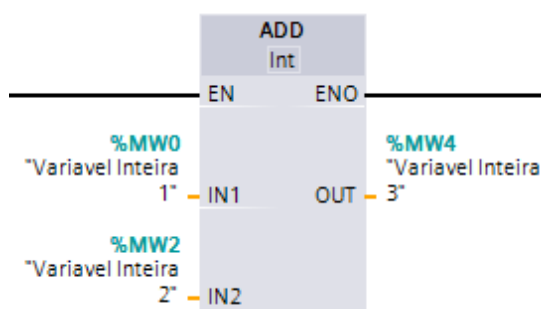 ADD
Int
EN ENO
%MW0
"Variavel Inteira
1"
IN1
%MW4
"Variavel Inteira
3"
OUT
%MW2
"Variavel Inteira
2"
IN2